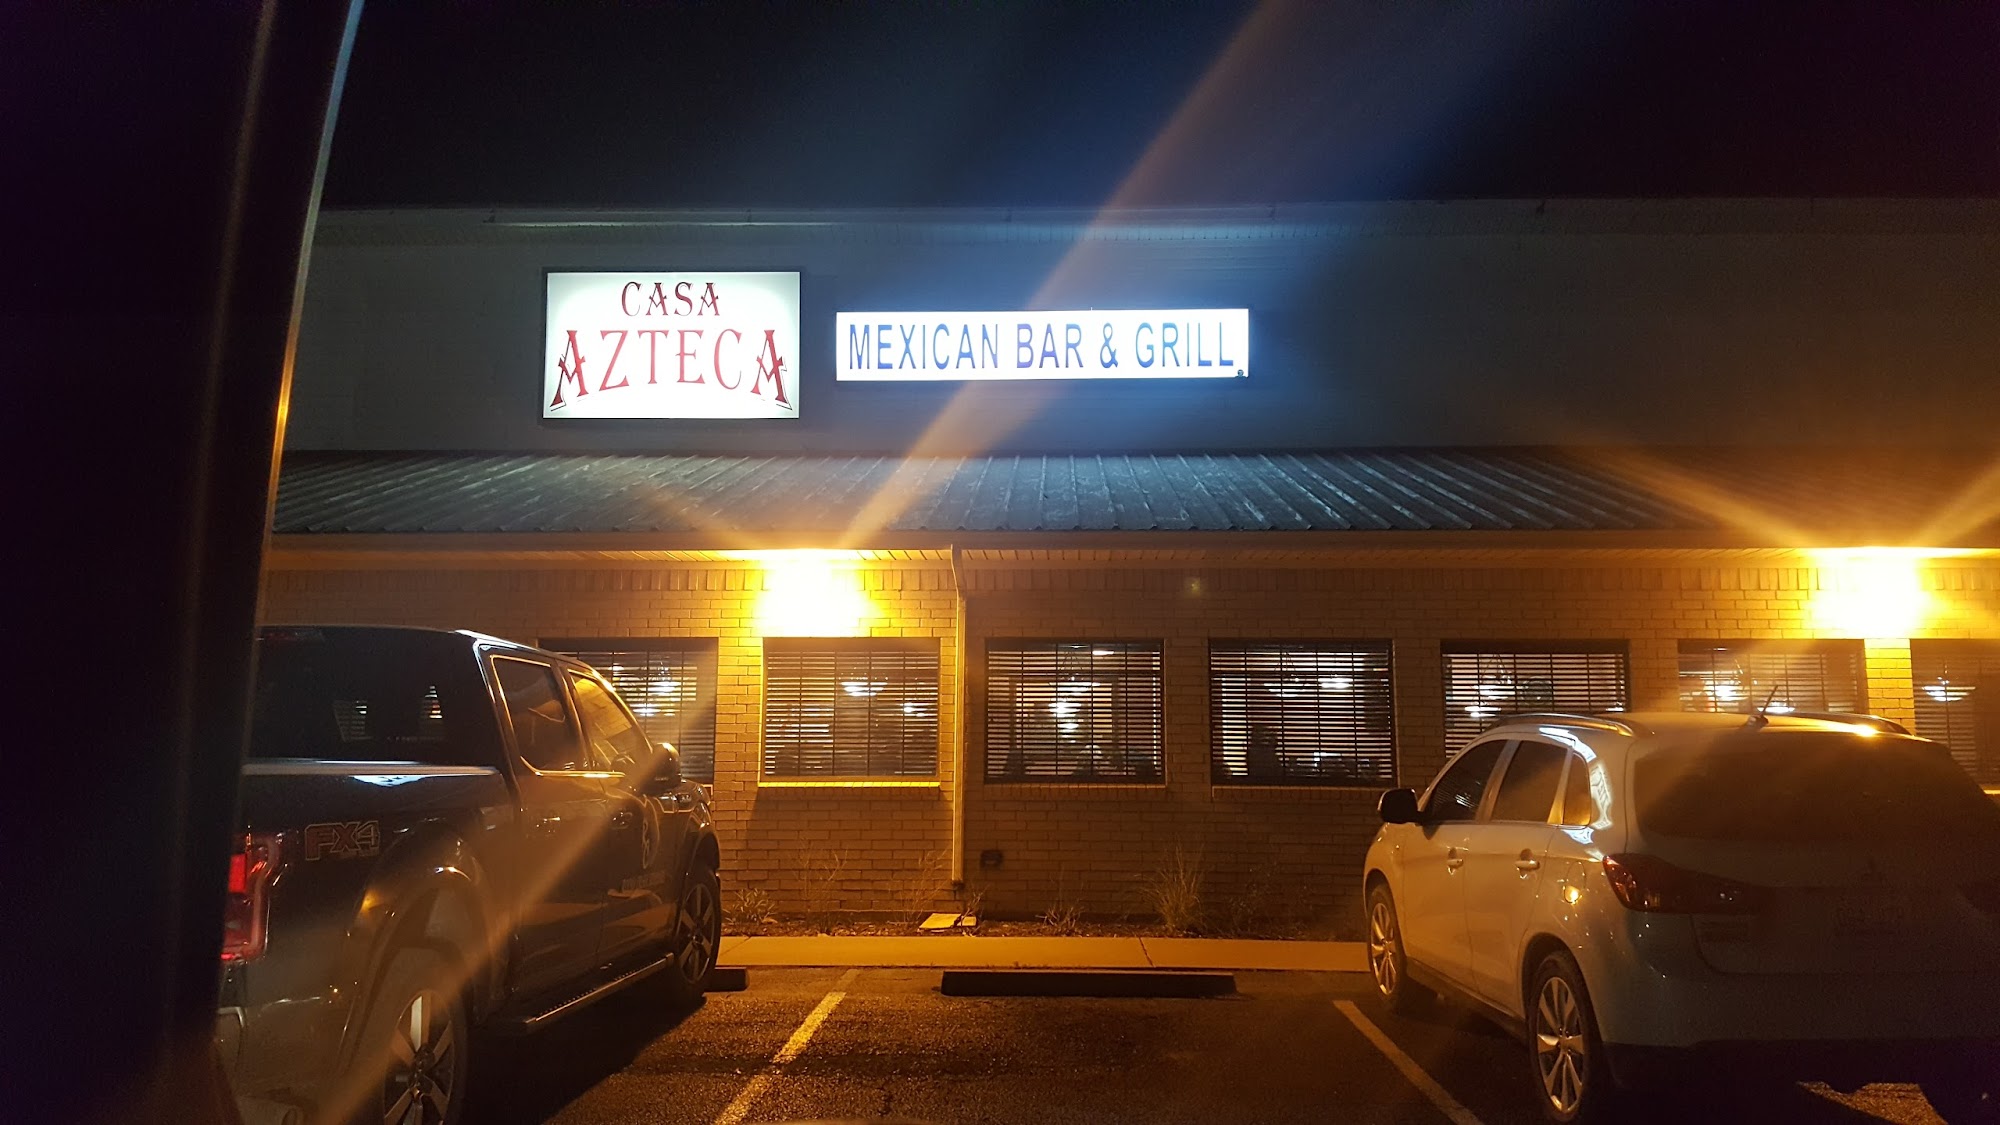 CASA
AZTECA
MEXICAN BAR & GRILL
FX4